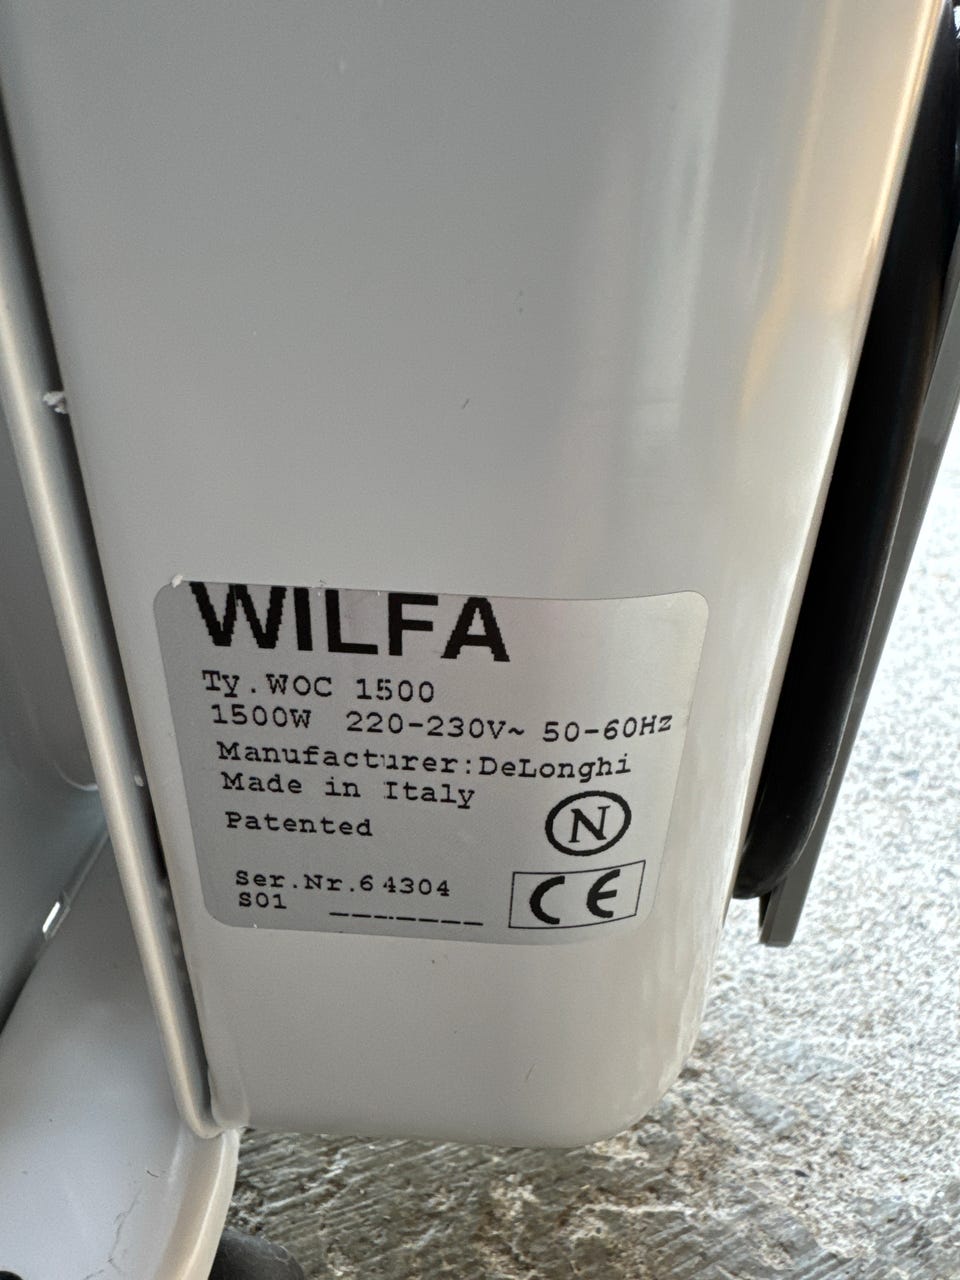 WILFA
Ty.WOC 1500
1500W 220-230V~ 50-60Hz
Manufacturer:DeLonghi
Made in Italy
Patented
N
Ser.Nr.64304
S01 _______
CE